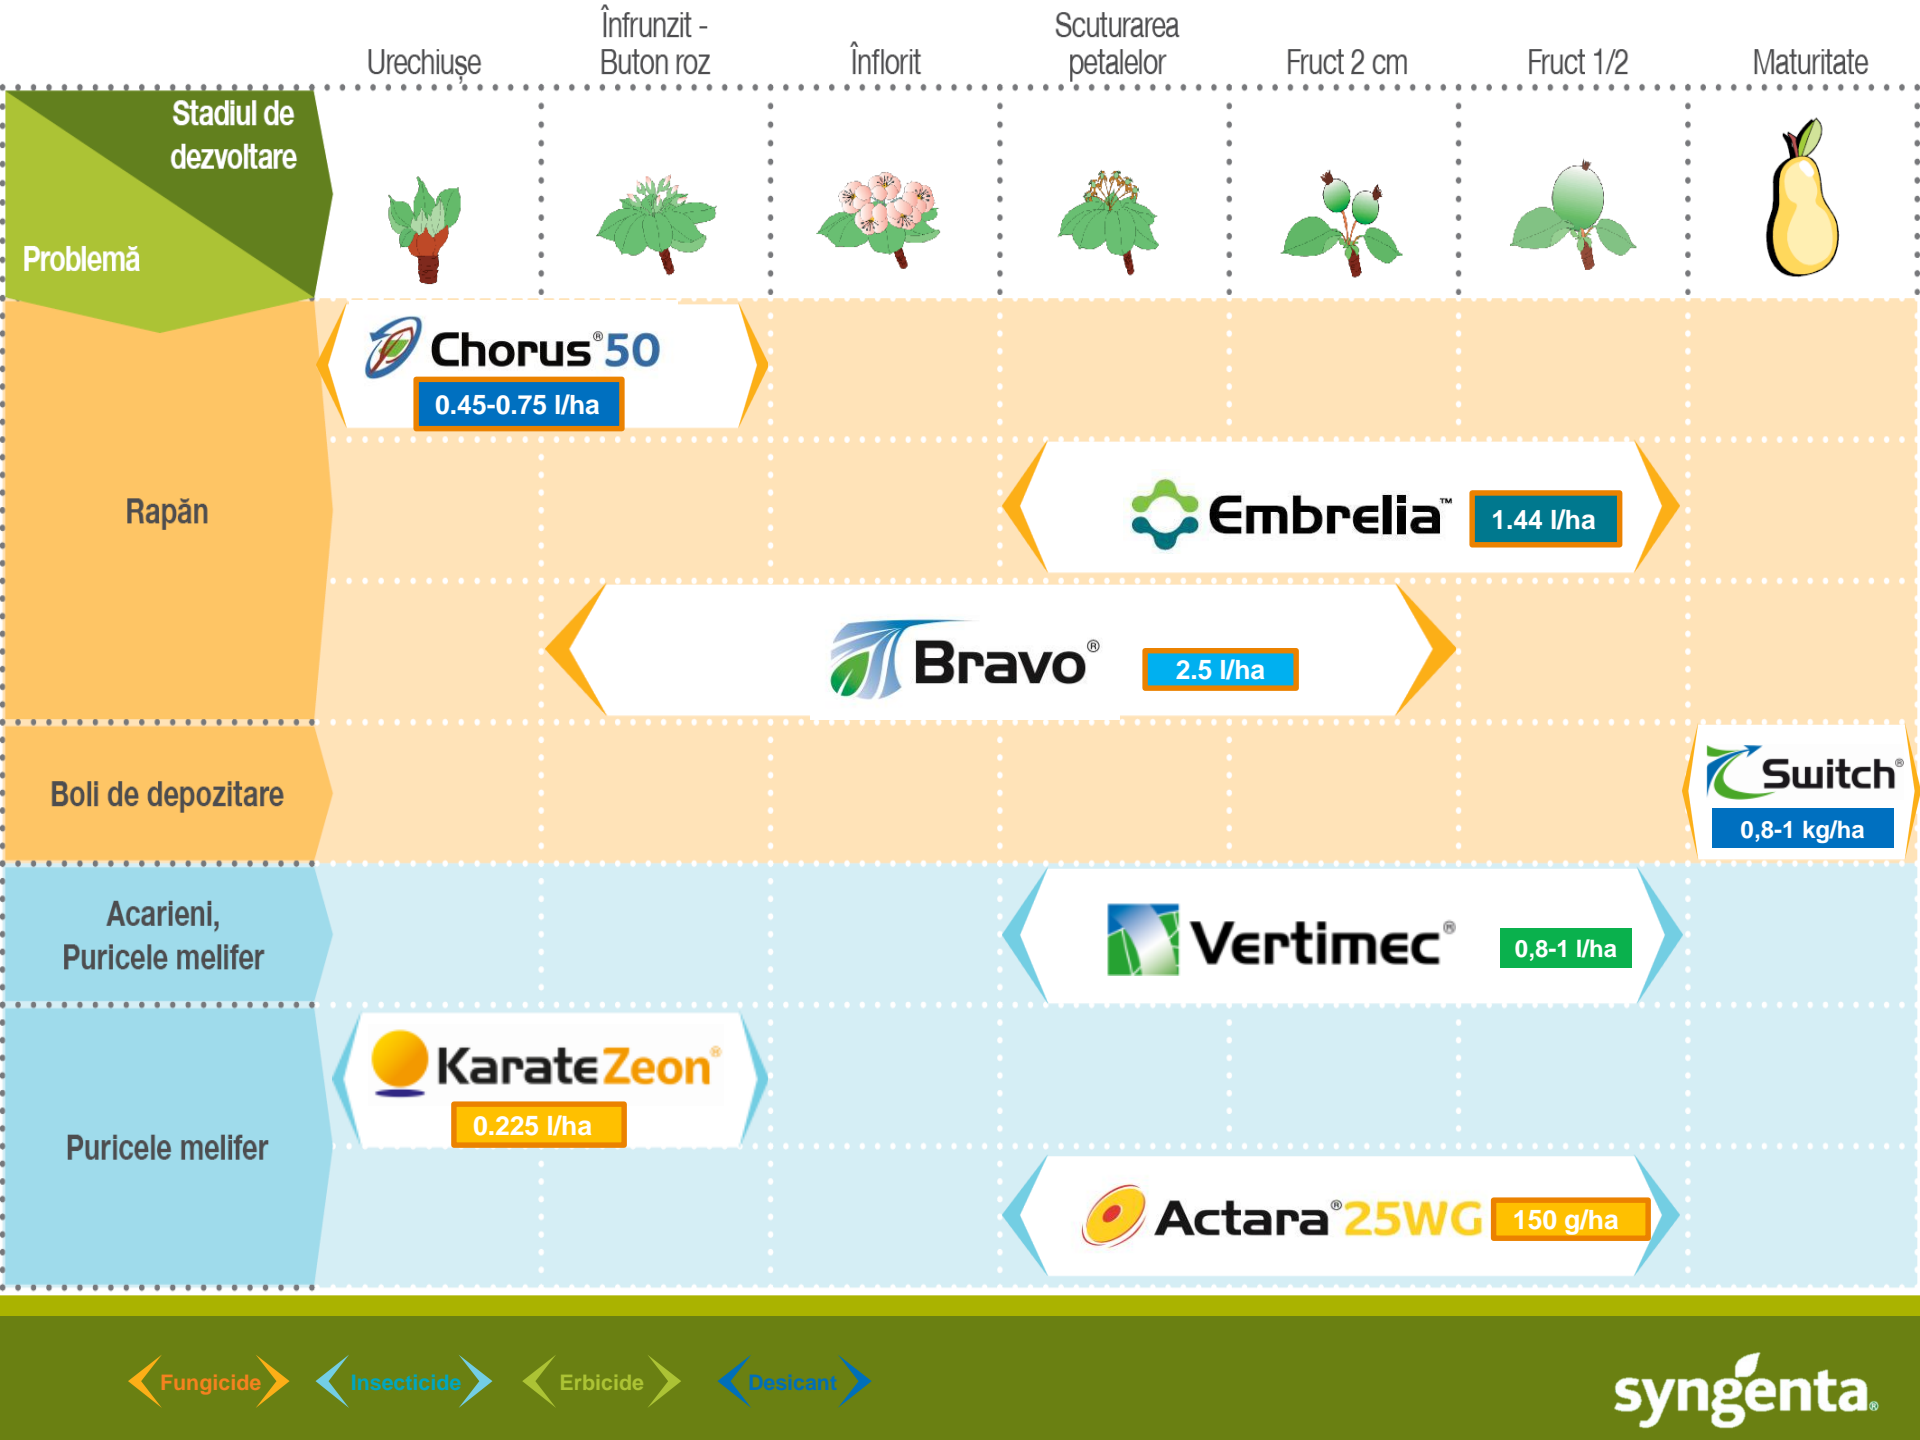 Urechiușe
Înfrunzit -
Buton roz
Înflorit
Scuturarea
petalelor
Fruct 2 cm
Fruct 1/2
Maturitate
Stadiul de
dezvoltare
Problemă
Chorus®50
0.45-0.75 l/ha
Rapăn
Embrelia™
1.44 l/ha
Bravo®
2.5 l/ha
Boli de depozitare
Switch®
0,8-1 kg/ha
Acarieni,
Puricele melifer
Vertimec®
0,8-1 l/ha
Puricele melifer
Karate Zeon®
0.225 l/ha
Actara®25WG
150 g/ha
Fungicide
Insecticide
Erbicide
Desicant
syngenta®